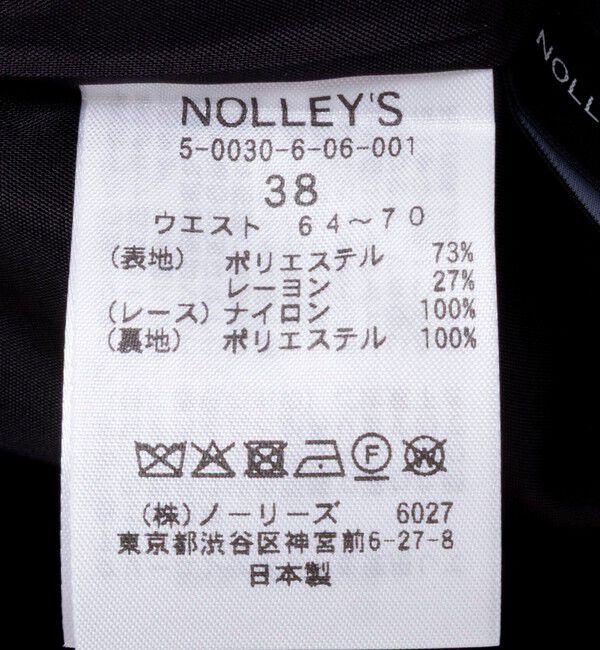 NOLLEY'S
5-0030-6-06-001
38
ウエスト 64～70
(表地) ポリエステル 73%
レーヨン 27%
(レース) ナイロン 100%
(裏地) ポリエステル 100%
F
W
(株)ノーリーズ 6027
東京都渋谷区神宮前6-27-8
日本製
NOLL